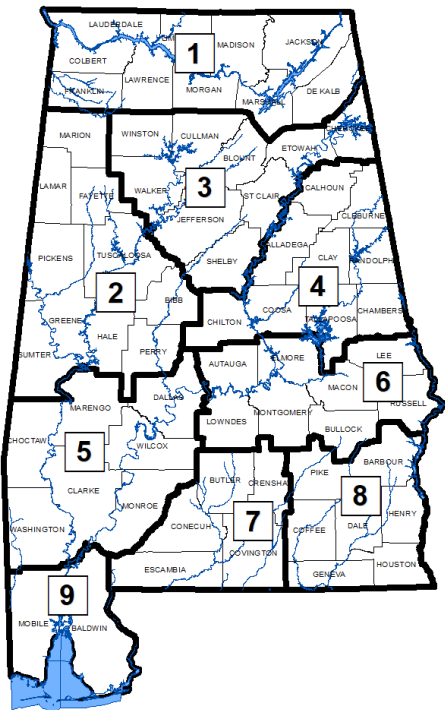 LAUDERDALE
1
MADISON
JACKSON
COLBERT
LAWRENCE
MORGAN
FRANKLIN
MARSHALL
DE KALB
MARION
WINSTON
CULLMAN
ETOWAH
BLOUNT
LAMAR
FAYETTE
WALKER
3
ST CLAIR
CALHOUN
JEFFERSON
CLEBURNE
TALLADEGA
PICKENS
TUSCALOOSA
SHELBY
CLAY
RANDOLPH
2
BIBB
4
GREENE
HALE
CHILTON
COOSA
TALLAPOOSA
CHAMBERS
SUMTER
PERRY
AUTAUGA
ELMORE
LEE
6
MACON
DALLAS
MARENGO
RUSSELL
LOWNDES
MONTGOMERY
BULLOCK
CHOCTAW
5
WILCOX
BARBOUR
PIKE
CLARKE
BUTLER
CRENSHA
8
MONROE
HENRY
WASHINGTON
CONECUH
7
COFFEE
DALE
COVINGTON
ESCAMBIA
GENEVA
HOUSTON
9
MOBILE
BALDWIN